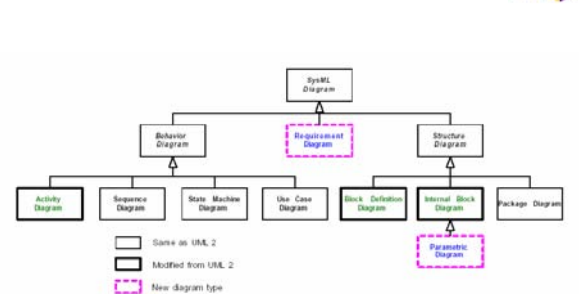 SysML
Diagram
Behavior
Diagram
Requirement
Diagram
Structure
Diagram
Activity
Diagram
Sequence
Diagram
State Machine
Diagram
Use Case
Diagram
Block Definition
Diagram
Internal Block
Diagram
Package Diagram
Parametric
Diagram
Same as UML 2
Modified from UML 2
New diagram type